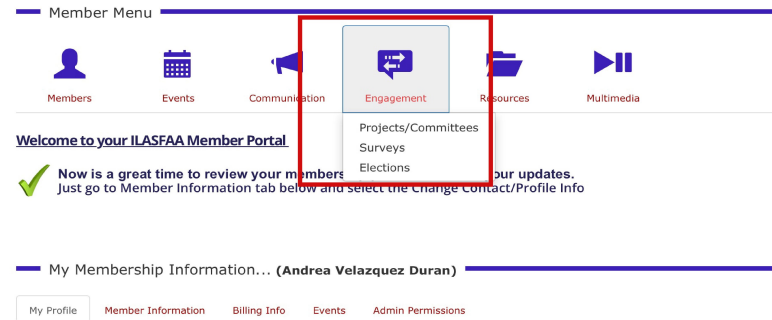 Member Menu
Members Events Communication Engagement Resources Multimedia
Projects/Committees
Surveys
Elections
Welcome to your ILASFAA Member Portal
Now is a great time to review your members our updates.
Just go to Member Information tab below and select the Change Contact/Profile Info
My Membership Information... (Andrea Velazquez Duran)
My Profile Member Information Billing Info Events Admin Permissions